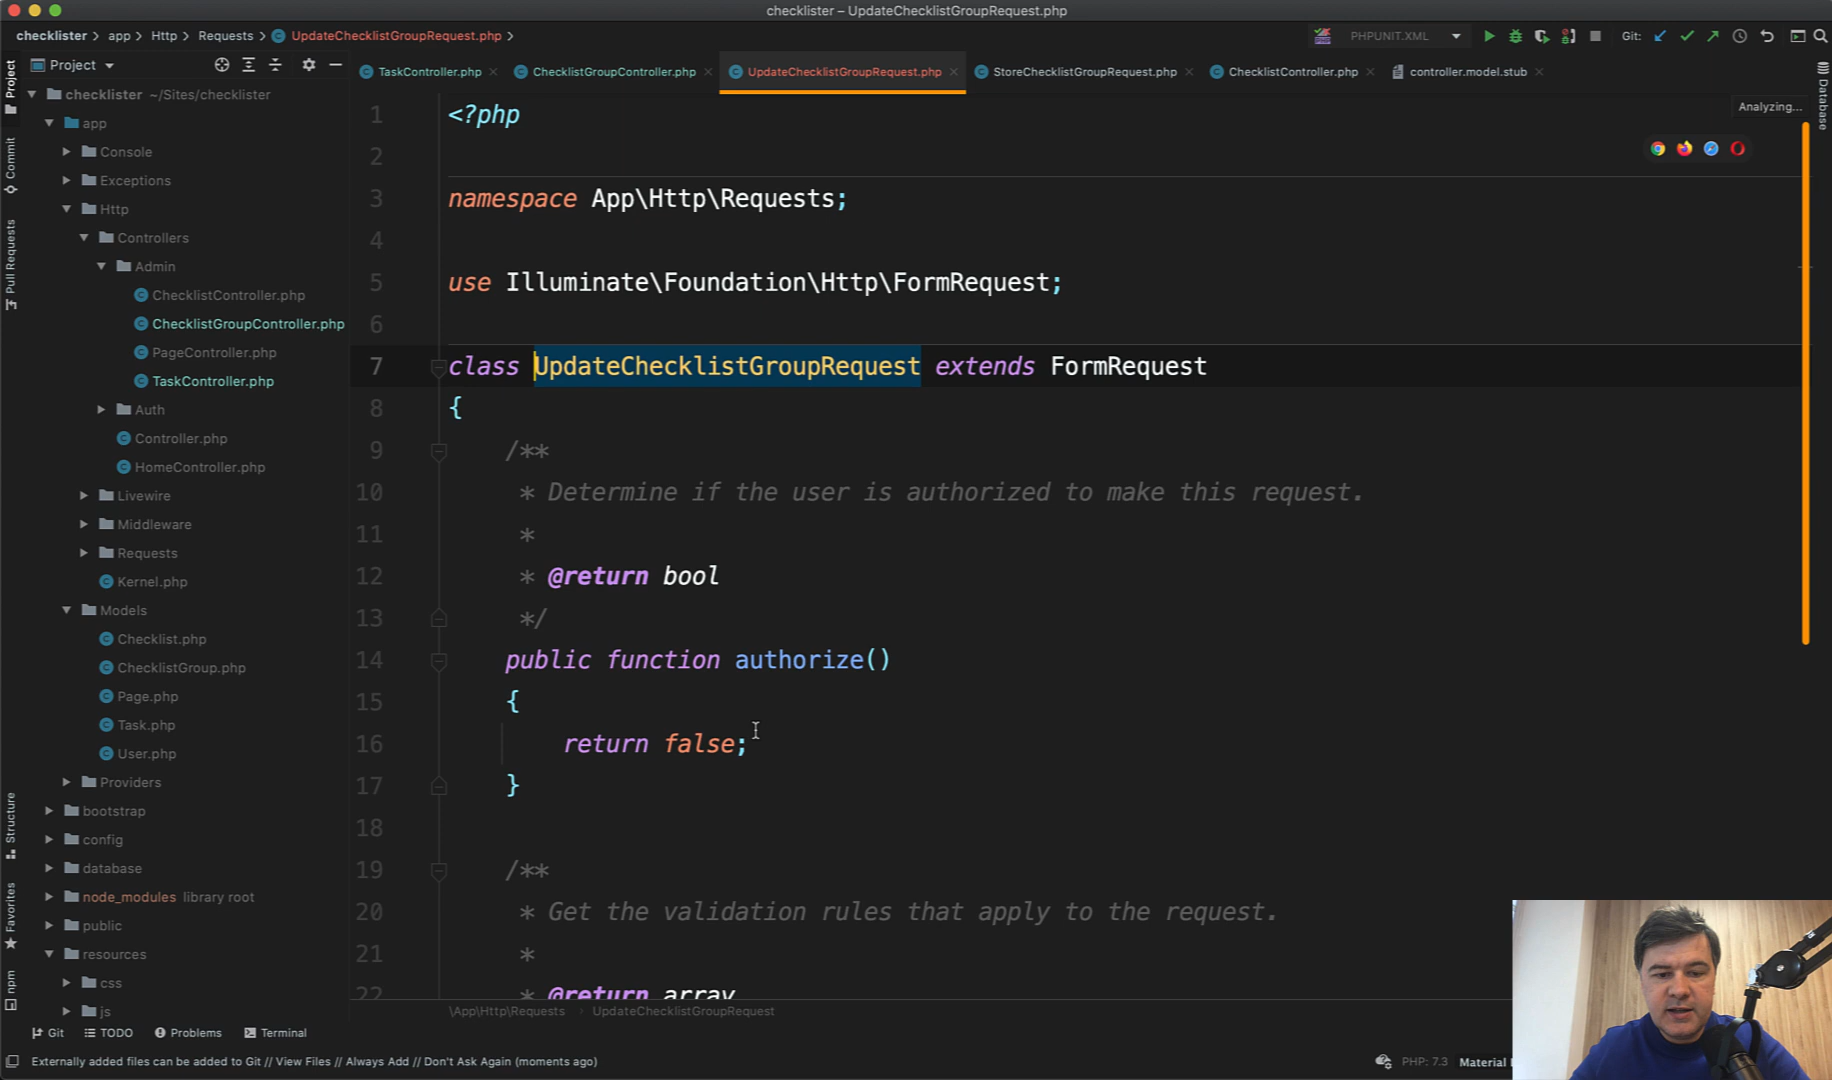 checklister – UpdateChecklistGroupRequest.php
checklister > app > Http > Requests > UpdateChecklistGroupRequest.php >
PHPUNIT.XML
Git:
Project
TaskController.php
ChecklistGroupController.php
UpdateChecklistGroupRequest.php
StoreChecklistGroupRequest.php
ChecklistController.php
controller.model.stub
Project
Commit
Pull Requests
Structure
Favorites
npm
Database
Analyzing...
checklister ~/Sites/checklister
app
Console
Exceptions
Http
Controllers
Admin
ChecklistController.php
ChecklistGroupController.php
PageController.php
TaskController.php
Auth
Controller.php
HomeController.php
Livewire
Middleware
Requests
Kernel.php
Models
Checklist.php
ChecklistGroup.php
Page.php
Task.php
User.php
Providers
bootstrap
config
database
node_modules library root
public
resources
css
js
1 <?php
2
3 namespace App\Http\Requests;
4
5 use Illuminate\Foundation\Http\FormRequest;
6
7 class UpdateChecklistGroupRequest extends FormRequest
8 {
9 /**
10 * Determine if the user is authorized to make this request.
11 *
12 * @return bool
13 */
14 public function authorize()
15 {
16 return false;
17 }
18
19 /**
20 * Get the validation rules that apply to the request.
21 *
22 * @return array
\App\Http\Requests > UpdateChecklistGroupRequest
Git TODO Problems Terminal
Externally added files can be added to Git // View Files // Always Add // Don't Ask Again (moments ago)
PHP: 7.3
Material